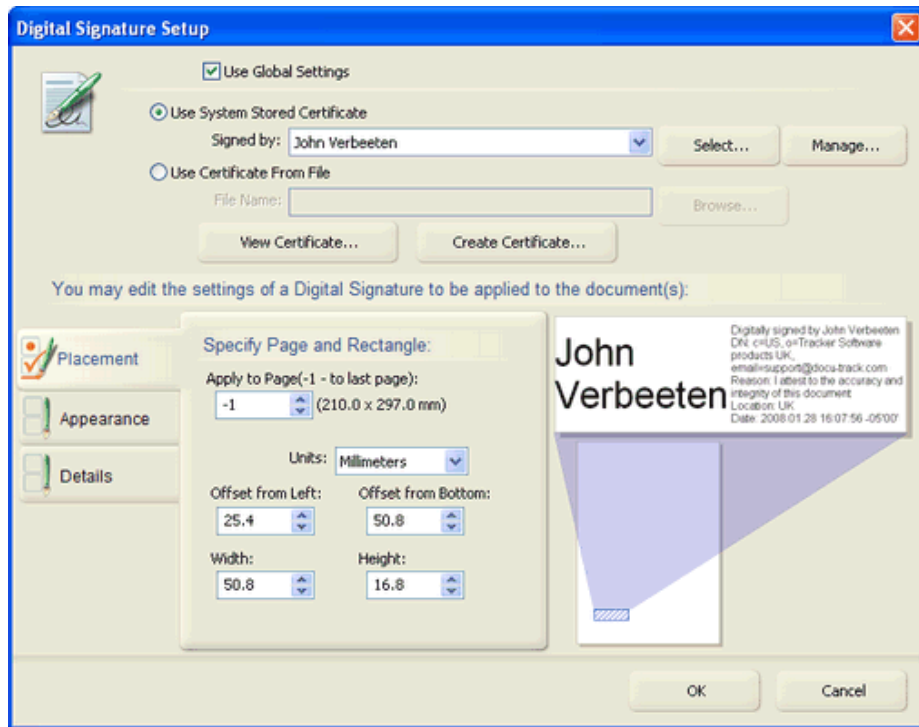 Digital Signature Setup
Use Global Settings
Use System Stored Certificate
Signed by: John Verbeeten Select... Manage...
Use Certificate From File
File Name: Browse...
View Certificate... Create Certificate...
You may edit the settings of a Digital Signature to be applied to the document(s):
Placement
Appearance
Details
Specify Page and Rectangle:
Apply to Page(-1 - to last page):
-1 (210.0 x 297.0 mm)
Units: Millimeters
Offset from Left: Offset from Bottom:
25.4 50.8
Width: Height:
50.8 16.8
John
Verbeeten
Digitally signed by John Verbeeten
DN: c=US, o=Tracker Software
products UK,
email=support@docu-track.com
Reason: I attest to the accuracy and
integrity of this document
Location: UK
Date: 2008.01.28 16:07:56 -05'00'
OK Cancel